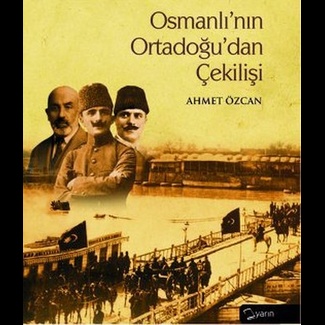 Osmanlı'nın
Ortadoğu'dan
Çekilişi
AHMET ÖZCAN
yarın